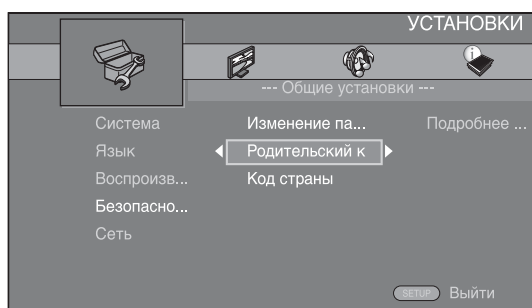 УСТАНОВКИ
--- Общие установки ---
Система Изменение па... Подробнее ...
Язык Родительский к
Воспроизв... Код страны
Безопасно...
Сеть
SETUP Выйти